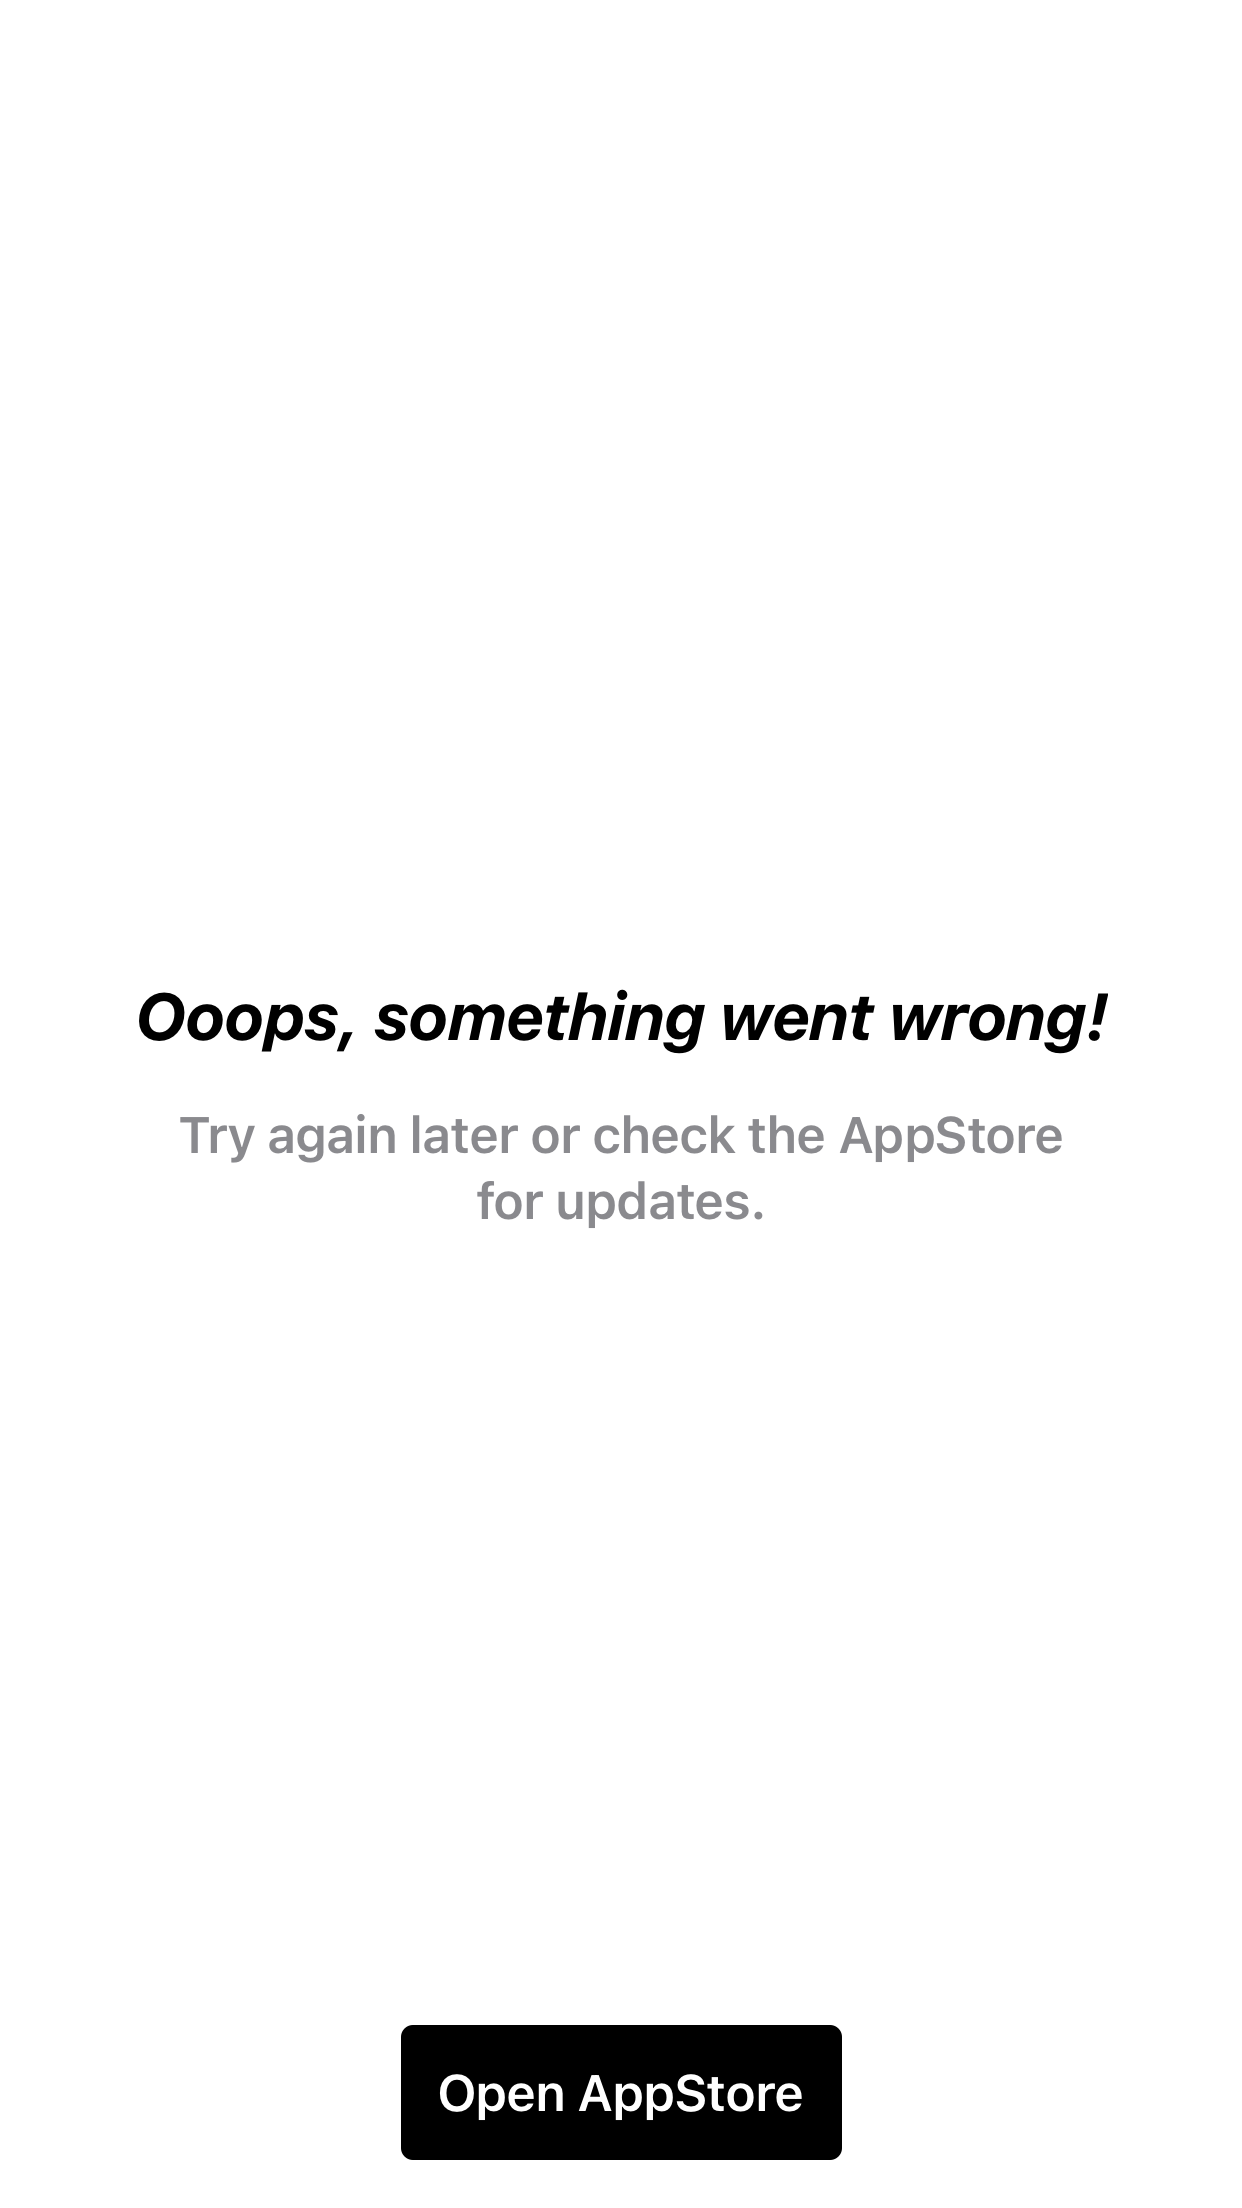 Ooops, something went wrong!
Try again later or check the AppStore
for updates.
Open AppStore